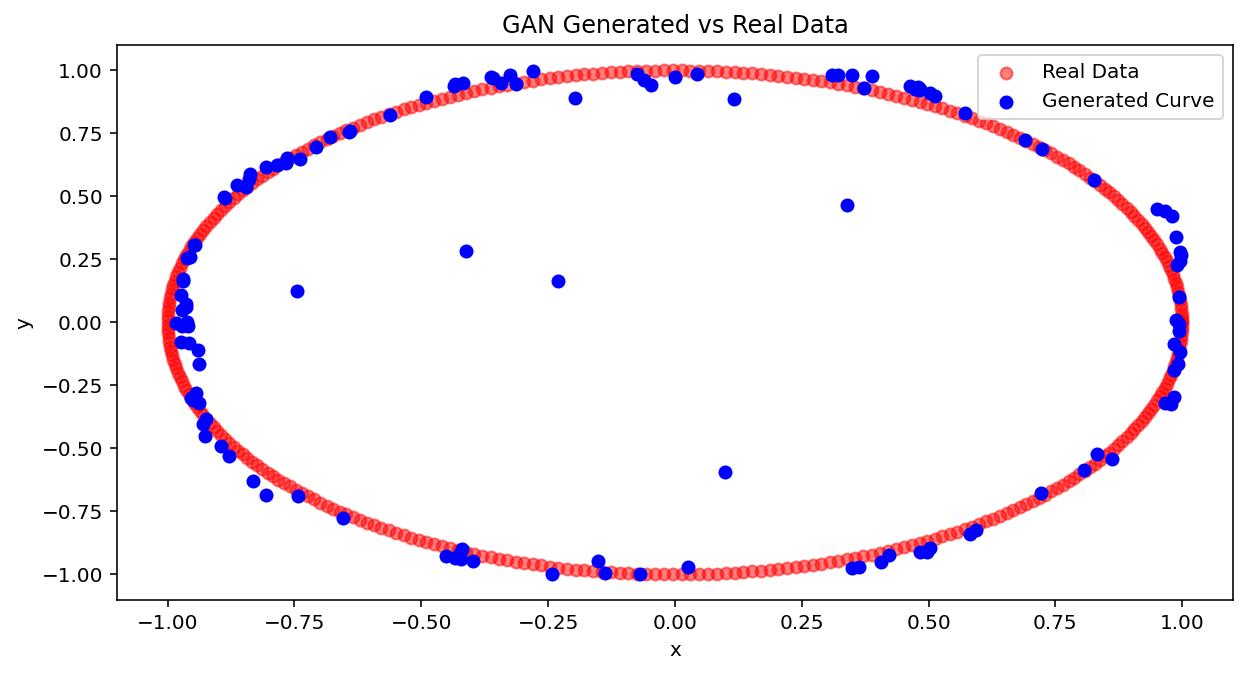 GAN Generated vs Real Data
Real Data
Generated Curve
1.00
0.75
0.50
0.25
0.00
−0.25
−0.50
−0.75
−1.00
y
−1.00 −0.75 −0.50 −0.25 0.00 0.25 0.50 0.75 1.00
x